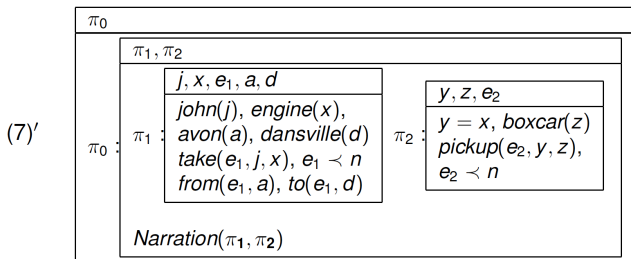 π₀
π₁, π₂
j, x, e₁, a, d
john(j), engine(x),
avon(a), dansville(d)
take(e₁, j, x), e₁ ≺ n
from(e₁, a), to(e₁, d)
y, z, e₂
y = x, boxcar(z)
pickup(e₂, y, z),
e₂ ≺ n
(7)′
π₀ :
π₁ :
π₂ :
Narration(π₁, π₂)